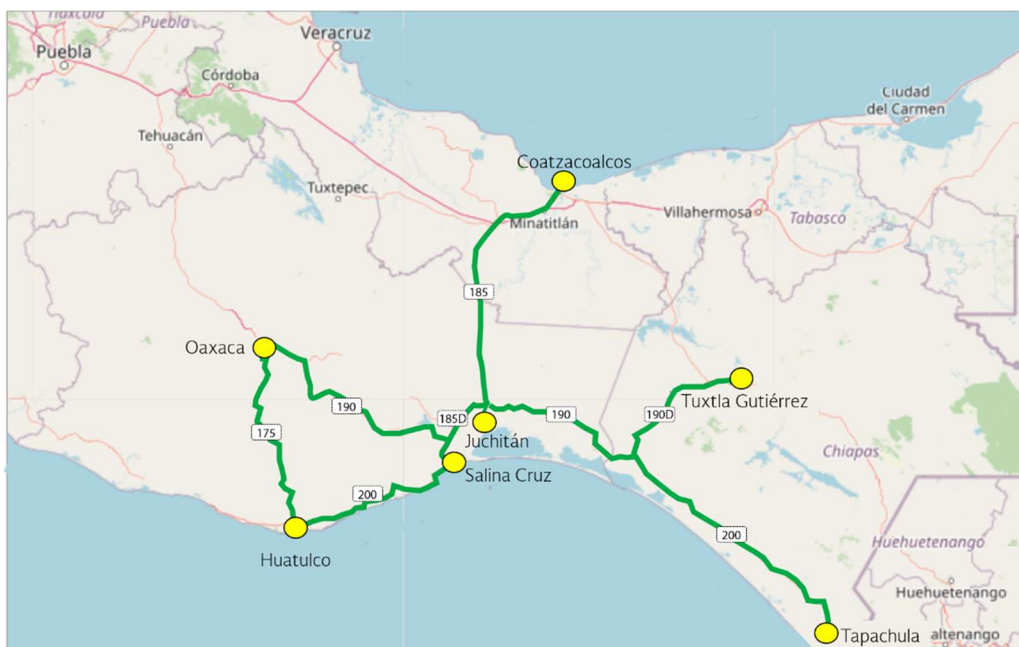 Tlaxcala
Puebla
Veracruz
Puebla
Córdoba
Ciudad
del Carmen
Tehuacán
Coatzacoalcos
Tuxtepec
Minatitlán
Villahermosa
Tabasco
185
Oaxaca
190
175
185D
Juchitán
190
190D
Tuxtla Gutiérrez
Salina Cruz
Chiapas
200
Huatulco
200
Huehuetenango
Huehuetenango
Tapachula
altenango